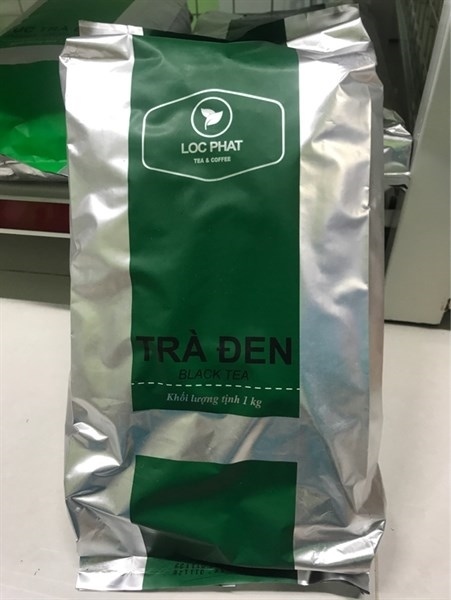 LOC PHAT
TEA & COFFEE
TRÀ ĐEN
BLACK TEA
Khối lượng tịnh 1 kg